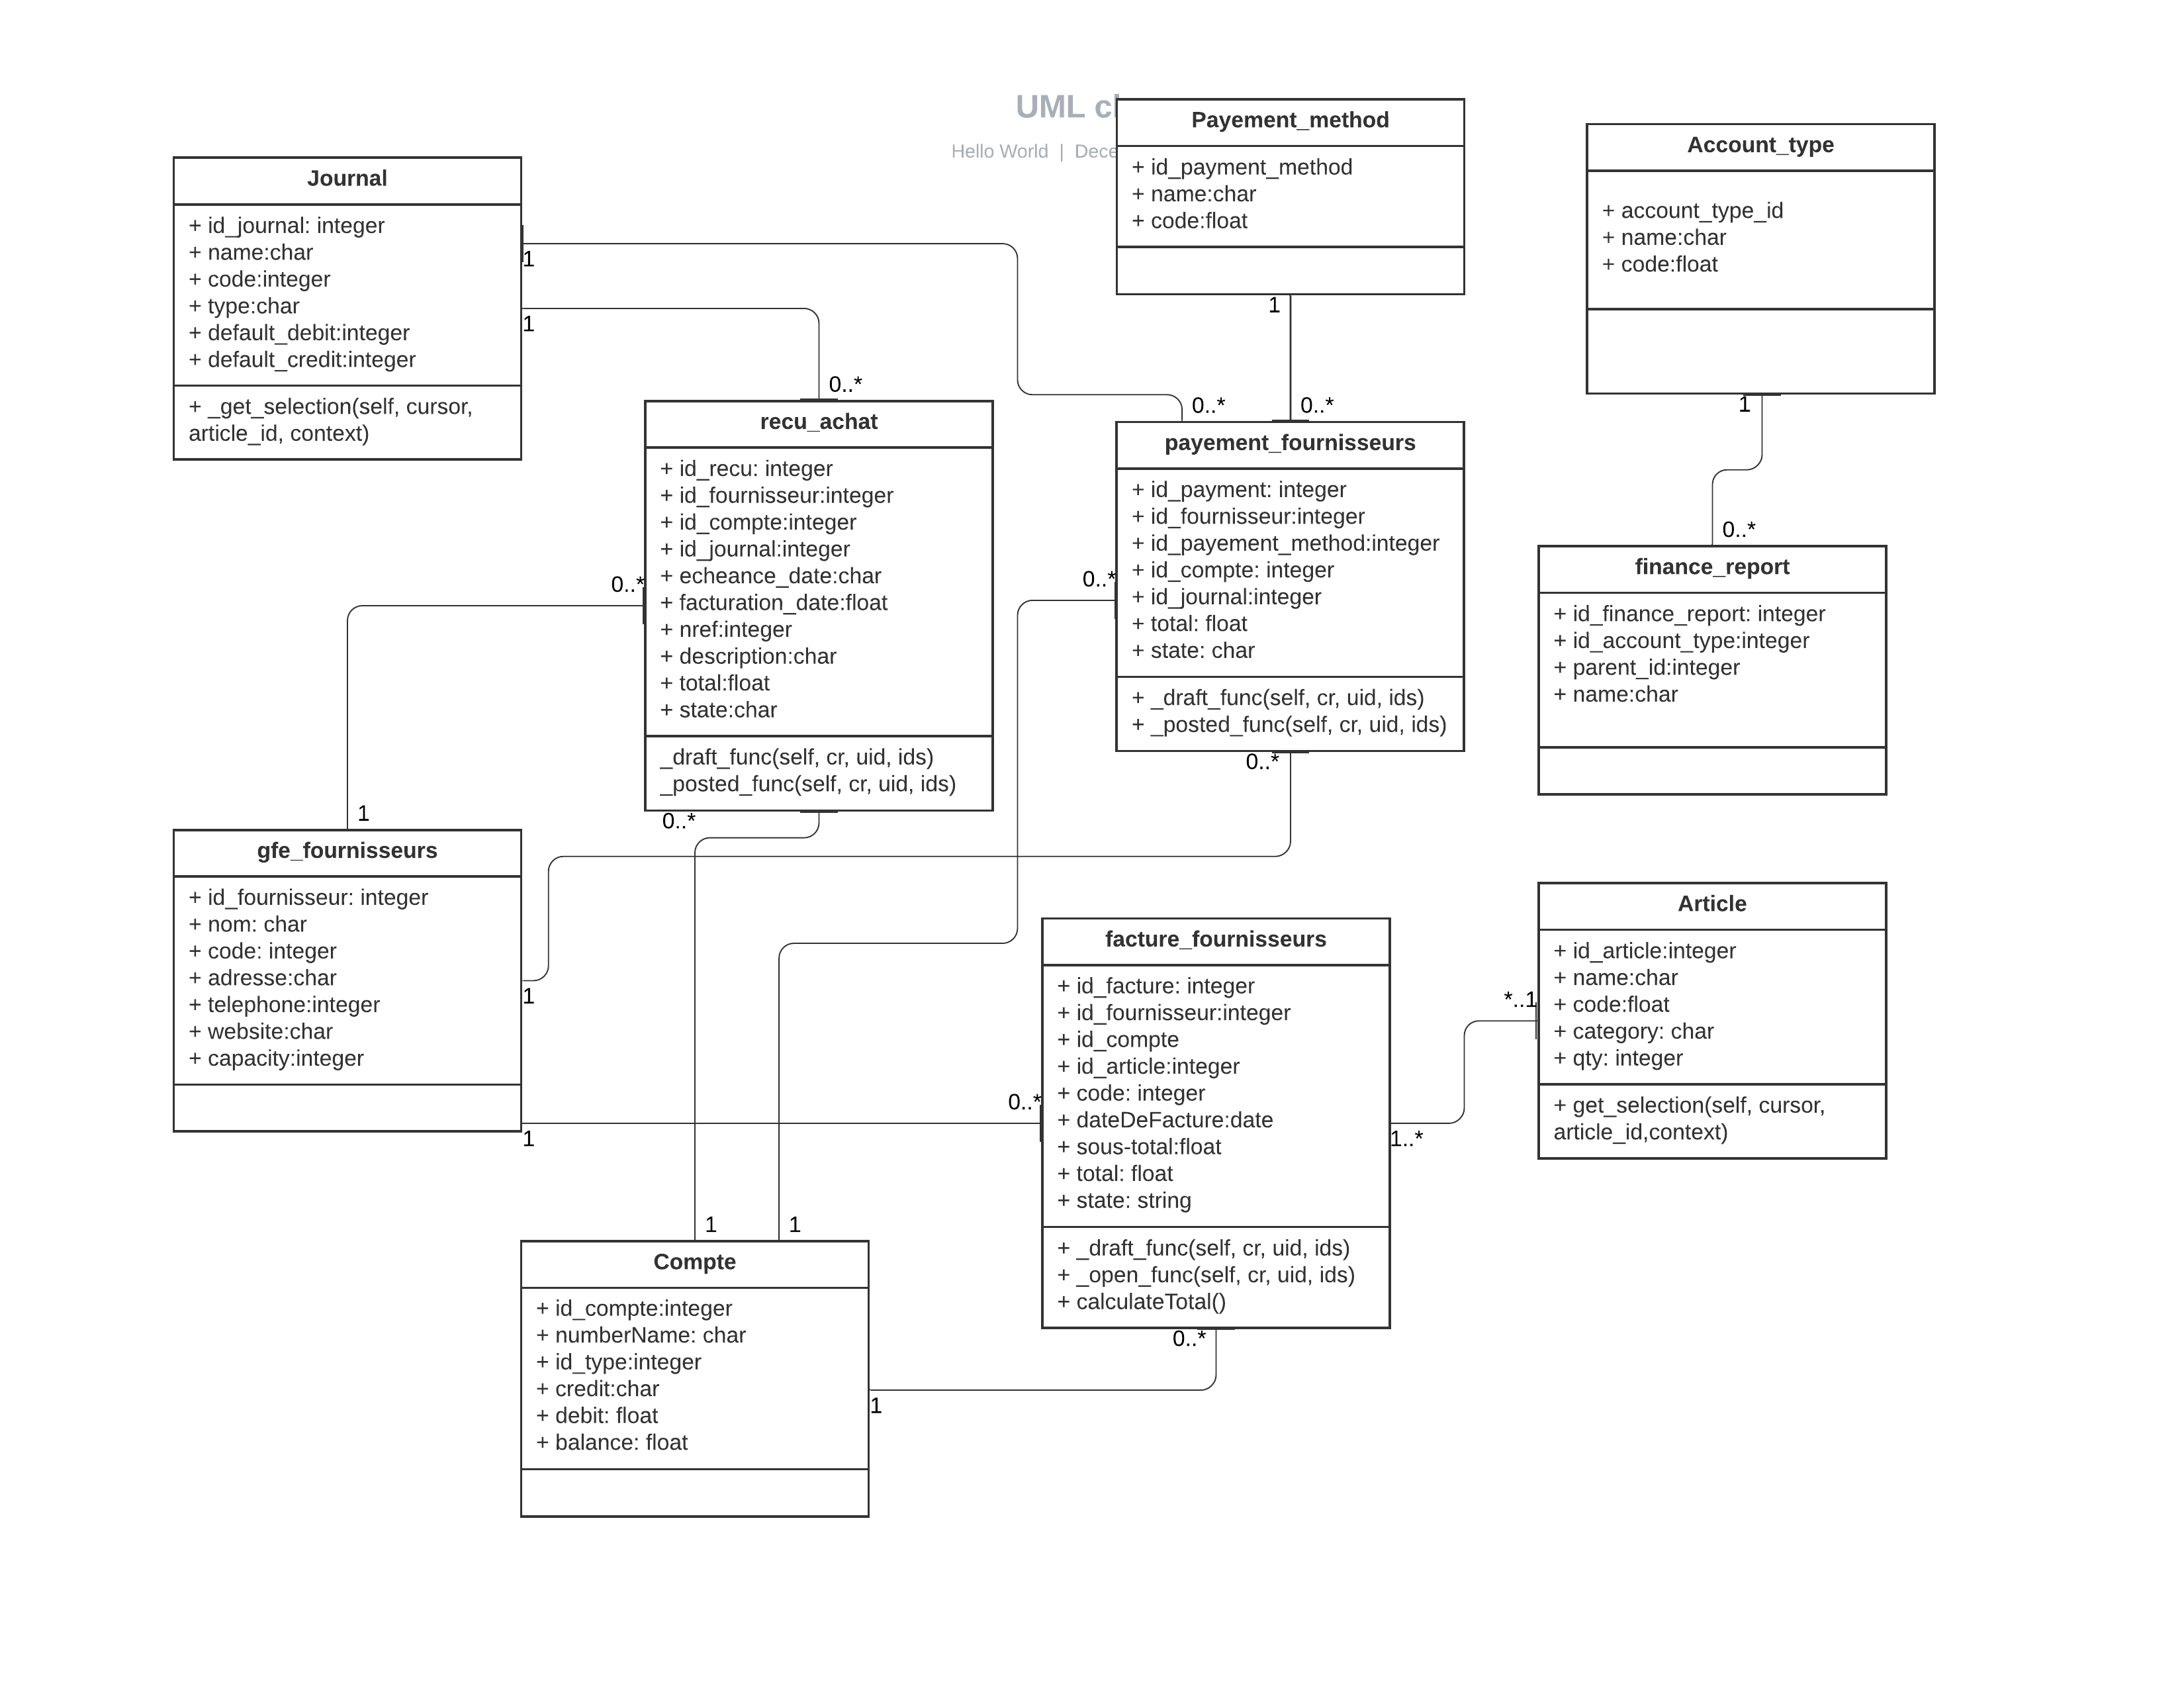 UML cl
Hello World | Dece
Payement_method
+ id_payment_method
+ name:char
+ code:float
Account_type
+ account_type_id
+ name:char
+ code:float
Journal
+ id_journal: integer
+ name:char
+ code:integer
+ type:char
+ default_debit:integer
+ default_credit:integer
+ _get_selection(self, cursor,
article_id, context)
1
1
1
0..*
0..*
0..*
1
0..*
recu_achat
+ id_recu: integer
+ id_fournisseur:integer
+ id_compte:integer
+ id_journal:integer
+ echeance_date:char
+ facturation_date:float
+ nref:integer
+ description:char
+ total:float
+ state:char
_draft_func(self, cr, uid, ids)
_posted_func(self, cr, uid, ids)
0..*
0..*
payement_fournisseurs
+ id_payment: integer
+ id_fournisseur:integer
+ id_payement_method:integer
+ id_compte: integer
+ id_journal:integer
+ total: float
+ state: char
+ _draft_func(self, cr, uid, ids)
+ _posted_func(self, cr, uid, ids)
0..*
0..*
finance_report
+ id_finance_report: integer
+ id_account_type:integer
+ parent_id:integer
+ name:char
1
gfe_fournisseurs
+ id_fournisseur: integer
+ nom: char
+ code: integer
+ adresse:char
+ telephone:integer
+ website:char
+ capacity:integer
1
1
0..*
facture_fournisseurs
+ id_facture: integer
+ id_fournisseur:integer
+ id_compte
+ id_article:integer
+ code: integer
+ dateDeFacture:date
+ sous-total:float
+ total: float
+ state: string
+ _draft_func(self, cr, uid, ids)
+ _open_func(self, cr, uid, ids)
+ calculateTotal()
1..*
*..1
Article
+ id_article:integer
+ name:char
+ code:float
+ category: char
+ qty: integer
+ get_selection(self, cursor,
article_id,context)
1
1
Compte
+ id_compte:integer
+ numberName: char
+ id_type:integer
+ credit:char
+ debit: float
+ balance: float
1
0..*